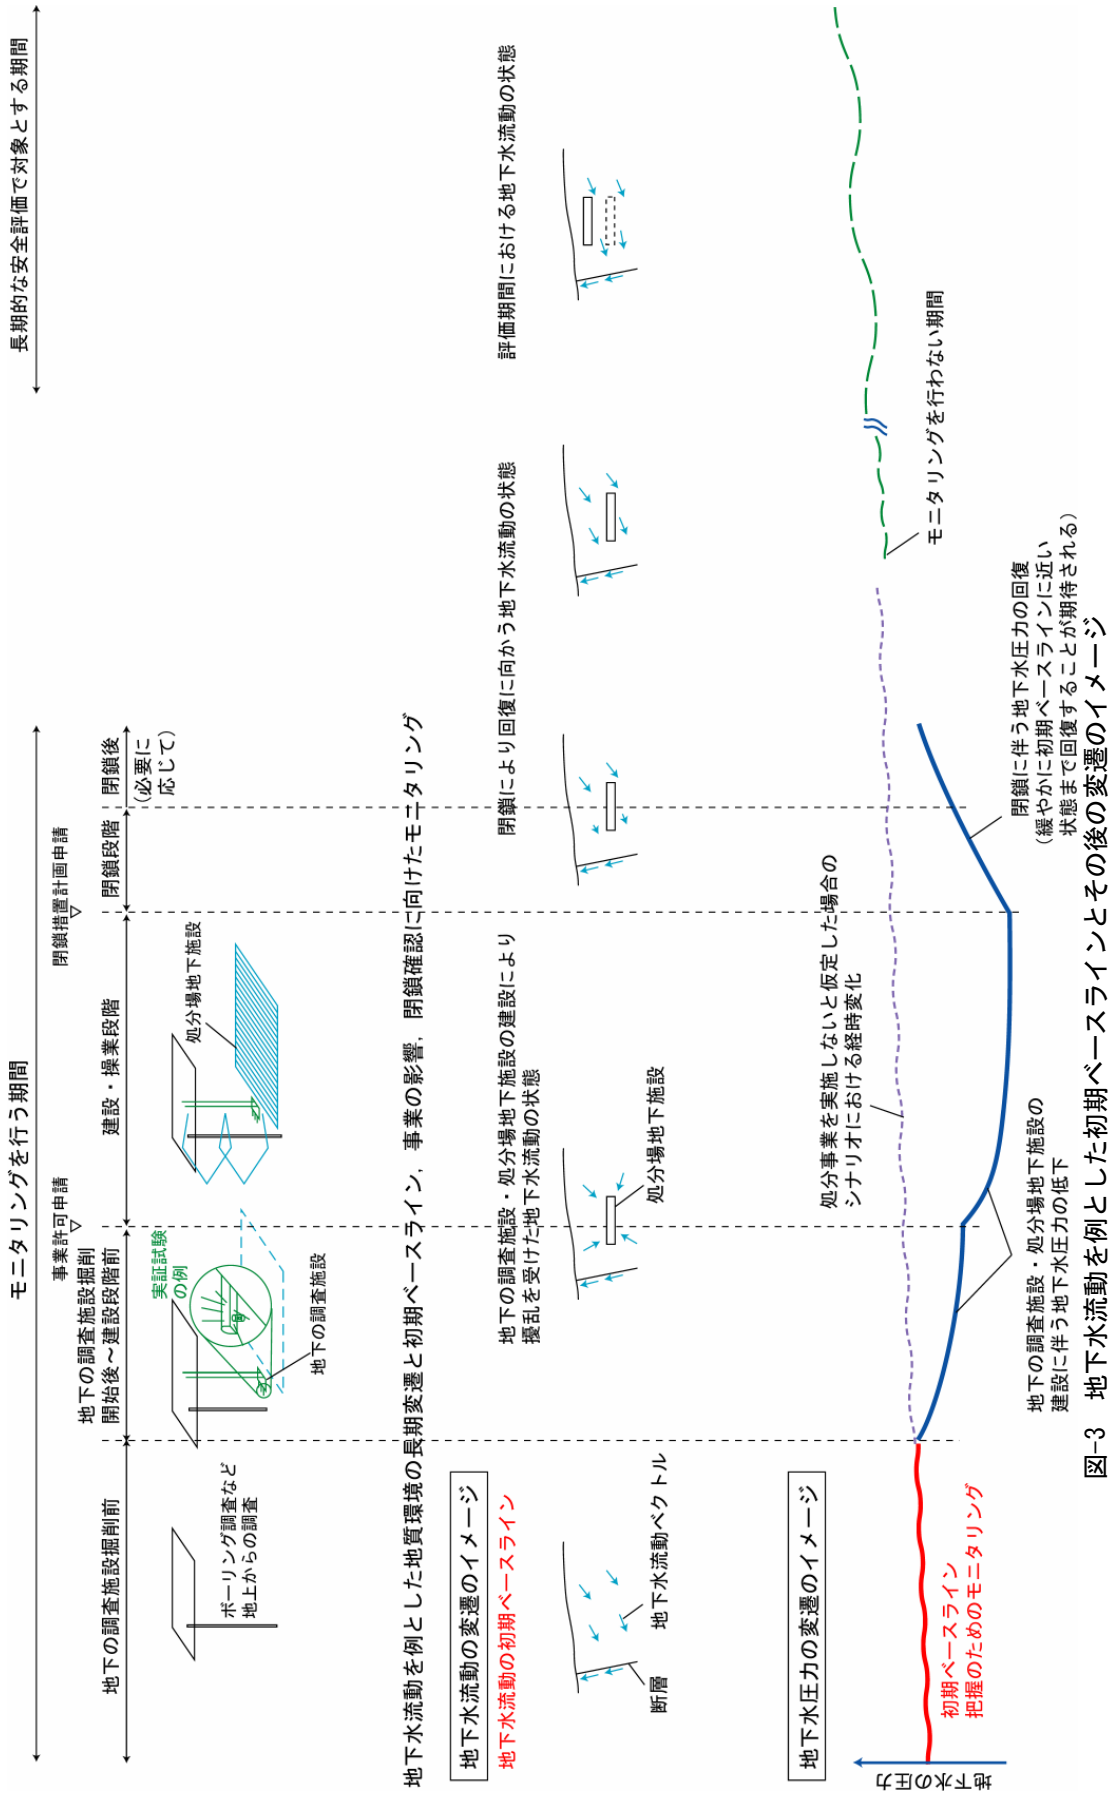 モニタリングを行う期間
長期的な安全評価で対象とする期間
事業許可申請
閉鎖措置計画申請
地下の調査施設掘削前
地下の調査施設掘削
開始後～建設段階前
建設・操業段階
閉鎖段階
閉鎖後
(必要に
応じて)
ボーリング調査など
地上からの調査
実証試験
の例
地下の調査施設
処分場地下施設
地下水流動を例とした地質環境の長期変遷と初期ベースライン，事業の影響，閉鎖確認に向けたモニタリング
地下水流動の変遷のイメージ
地下水流動の初期ベースライン
地下の調査施設・処分場地下施設の建設により
擾乱を受けた地下水流動の状態
閉鎖により回復に向かう地下水流動の状態
評価期間における地下水流動の状態
断層
地下水流動ベクトル
処分場地下施設
地下水圧力の変遷のイメージ
処分事業を実施しないと仮定した場合の
シナリオにおける経時変化
地下水の圧力
初期ベースライン
把握のためのモニタリング
地下の調査施設・処分場地下施設の
建設に伴う地下水圧力の低下
閉鎖に伴う地下水圧力の回復
(緩やかに初期ベースラインに近い
状態まで回復することが期待される)
モニタリングを行わない期間
図-3　地下水流動を例とした初期ベースラインとその後の変遷のイメージ